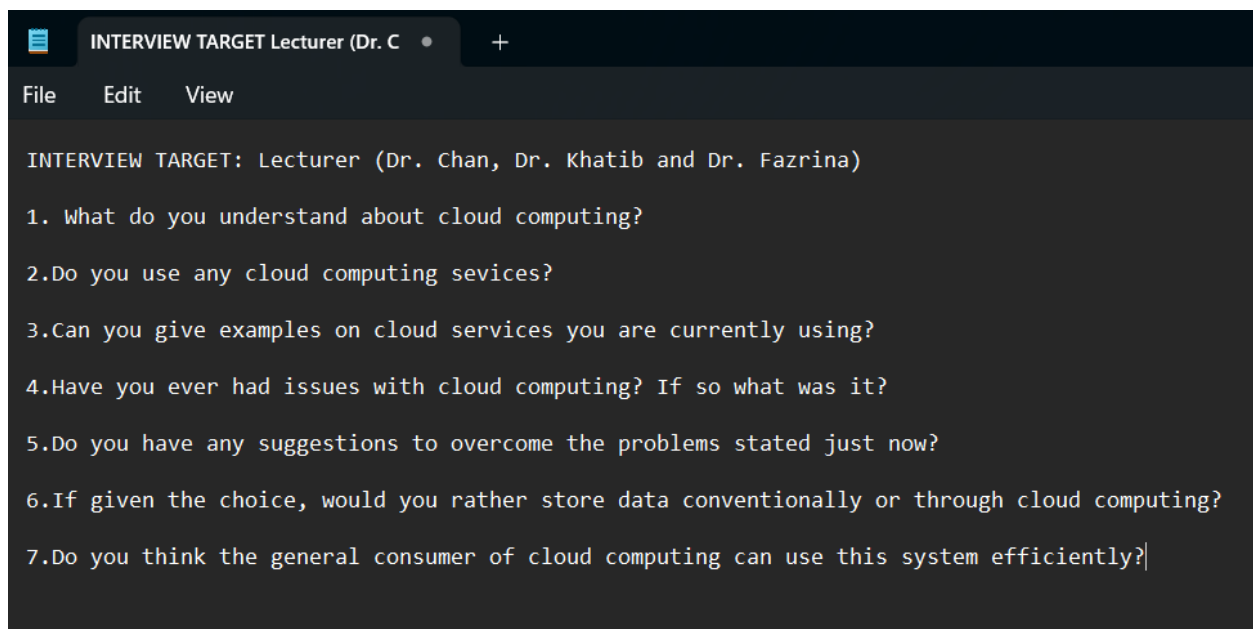 INTERVIEW TARGET Lecturer (Dr. C
File Edit View
INTERVIEW TARGET: Lecturer (Dr. Chan, Dr. Khatib and Dr. Fazrina)
1. What do you understand about cloud computing?
2.Do you use any cloud computing sevices?
3.Can you give examples on cloud services you are currently using?
4.Have you ever had issues with cloud computing? If so what was it?
5.Do you have any suggestions to overcome the problems stated just now?
6.If given the choice, would you rather store data conventionally or through cloud computing?
7.Do you think the general consumer of cloud computing can use this system efficiently?